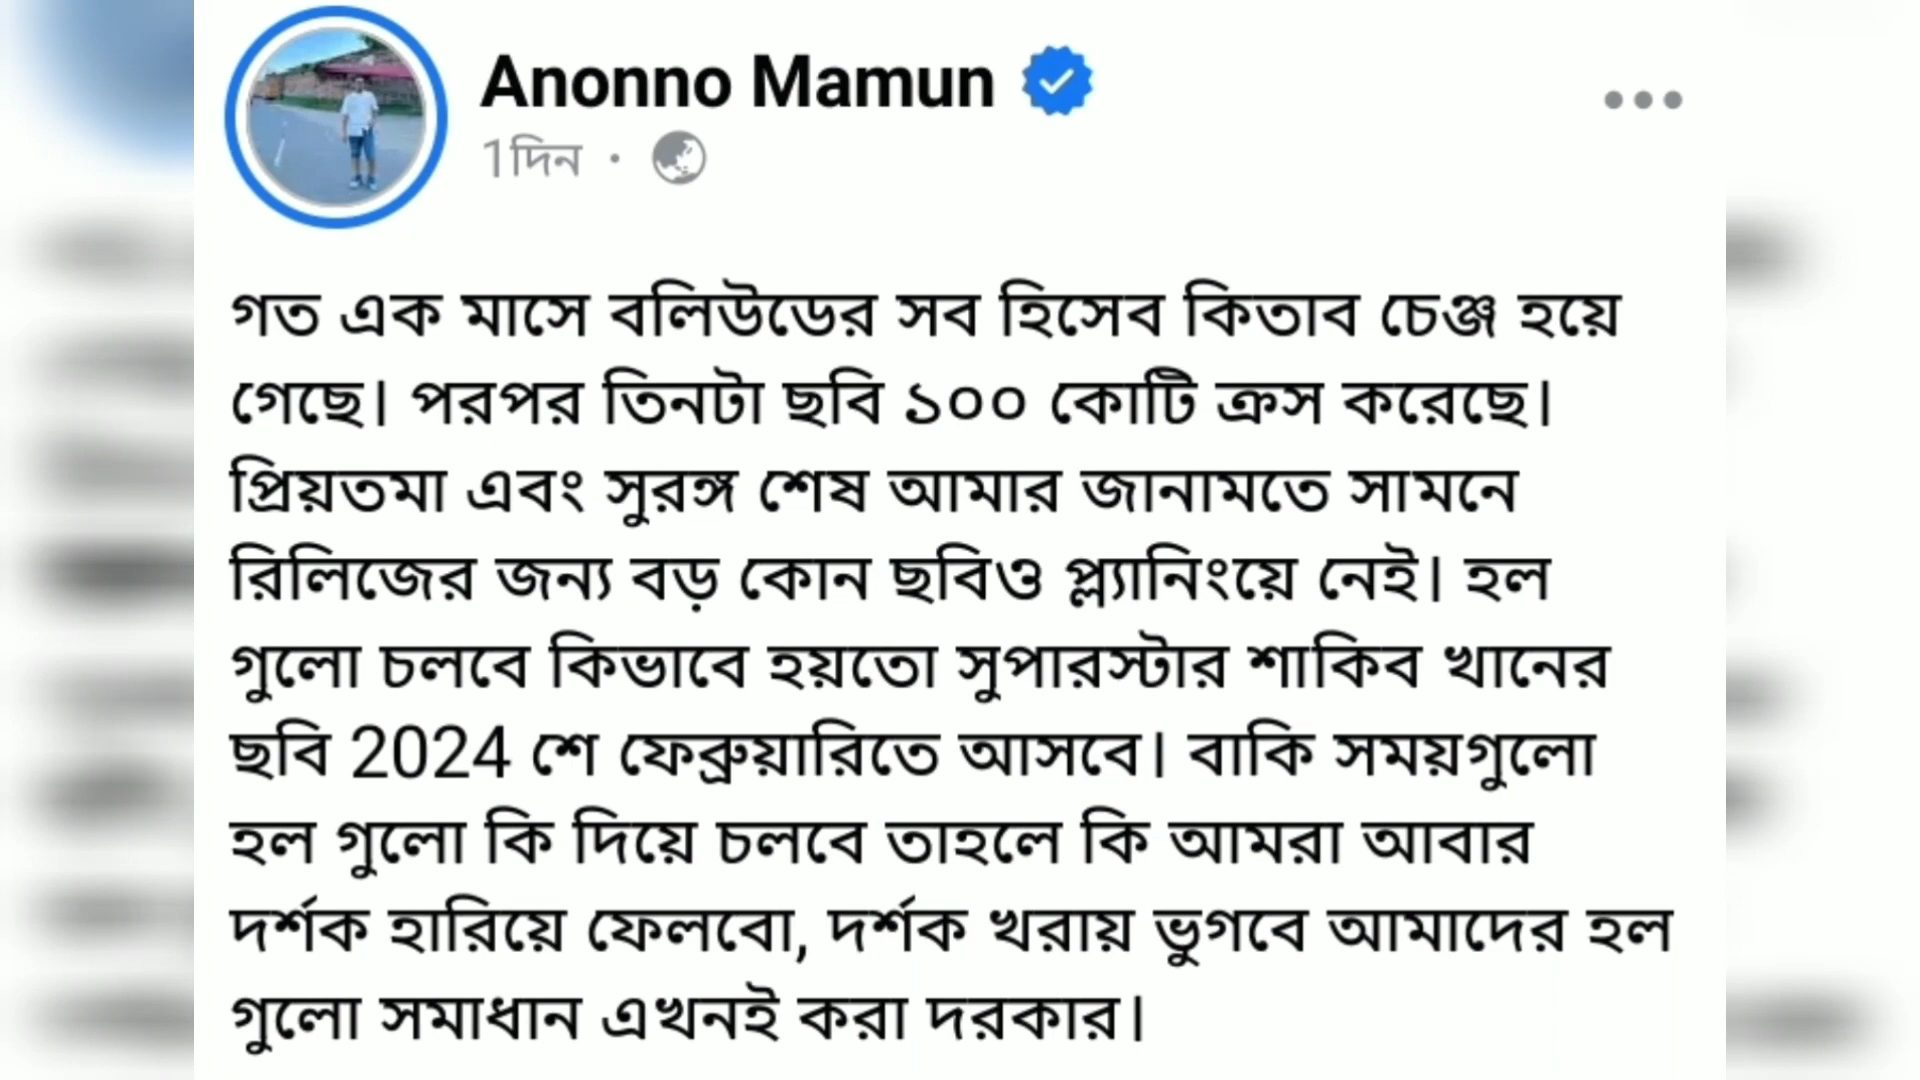 Anonno Mamun
1দিন ·
গত এক মাসে বলিউডের সব হিসেব কিতাব চেঞ্জ হয়ে
গেছে। পরপর তিনটা ছবি ১০০ কোটি ক্রস করেছে।
প্রিয়তমা এবং সুরঙ্গ শেষ আমার জানামতে সামনে
রিলিজের জন্য বড় কোন ছবিও প্ল্যানিংয়ে নেই। হল
গুলো চলবে কিভাবে হয়তো সুপারস্টার শাকিব খানের
ছবি 2024 শে ফেব্রুয়ারিতে আসবে। বাকি সময়গুলো
হল গুলো কি দিয়ে চলবে তাহলে কি আমরা আবার
দর্শক হারিয়ে ফেলবো, দর্শক খরায় ভুগবে আমাদের হল
গুলো সমাধান এখনই করা দরকার।